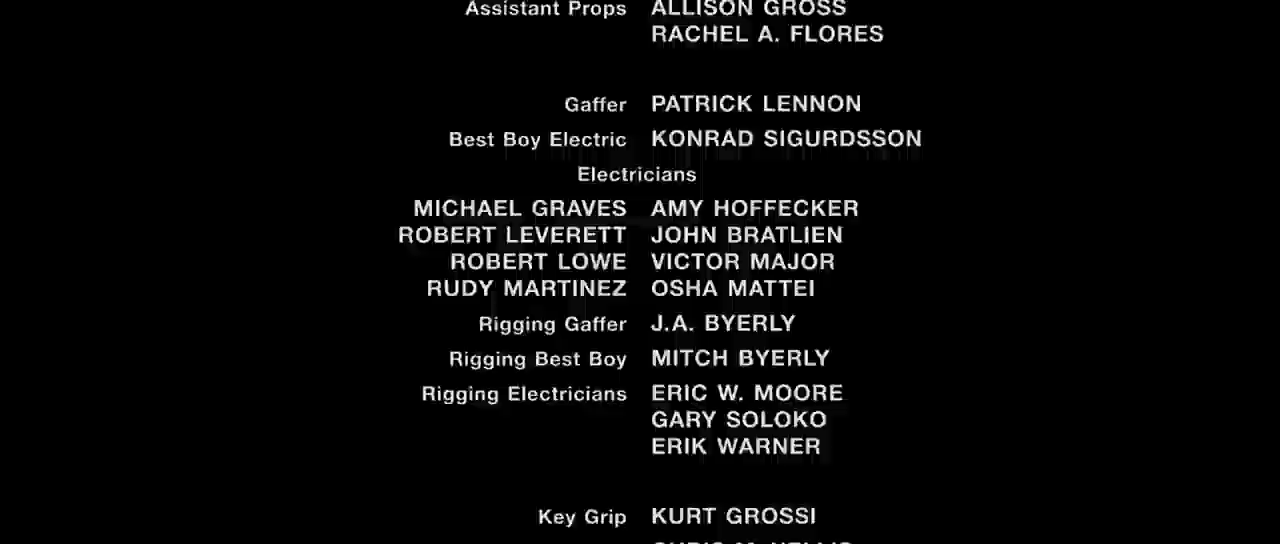 Assistant Props ALLISON GROSS
RACHEL A. FLORES
Gaffer PATRICK LENNON
Best Boy Electric KONRAD SIGURDSSON
Electricians
MICHAEL GRAVES AMY HOFFECKER
ROBERT LEVERETT JOHN BRATLIEN
ROBERT LOWE VICTOR MAJOR
RUDY MARTINEZ OSHA MATTEI
Rigging Gaffer J.A. BYERLY
Rigging Best Boy MITCH BYERLY
Rigging Electricians ERIC W. MOORE
GARY SOLOKO
ERIK WARNER
Key Grip KURT GROSSI